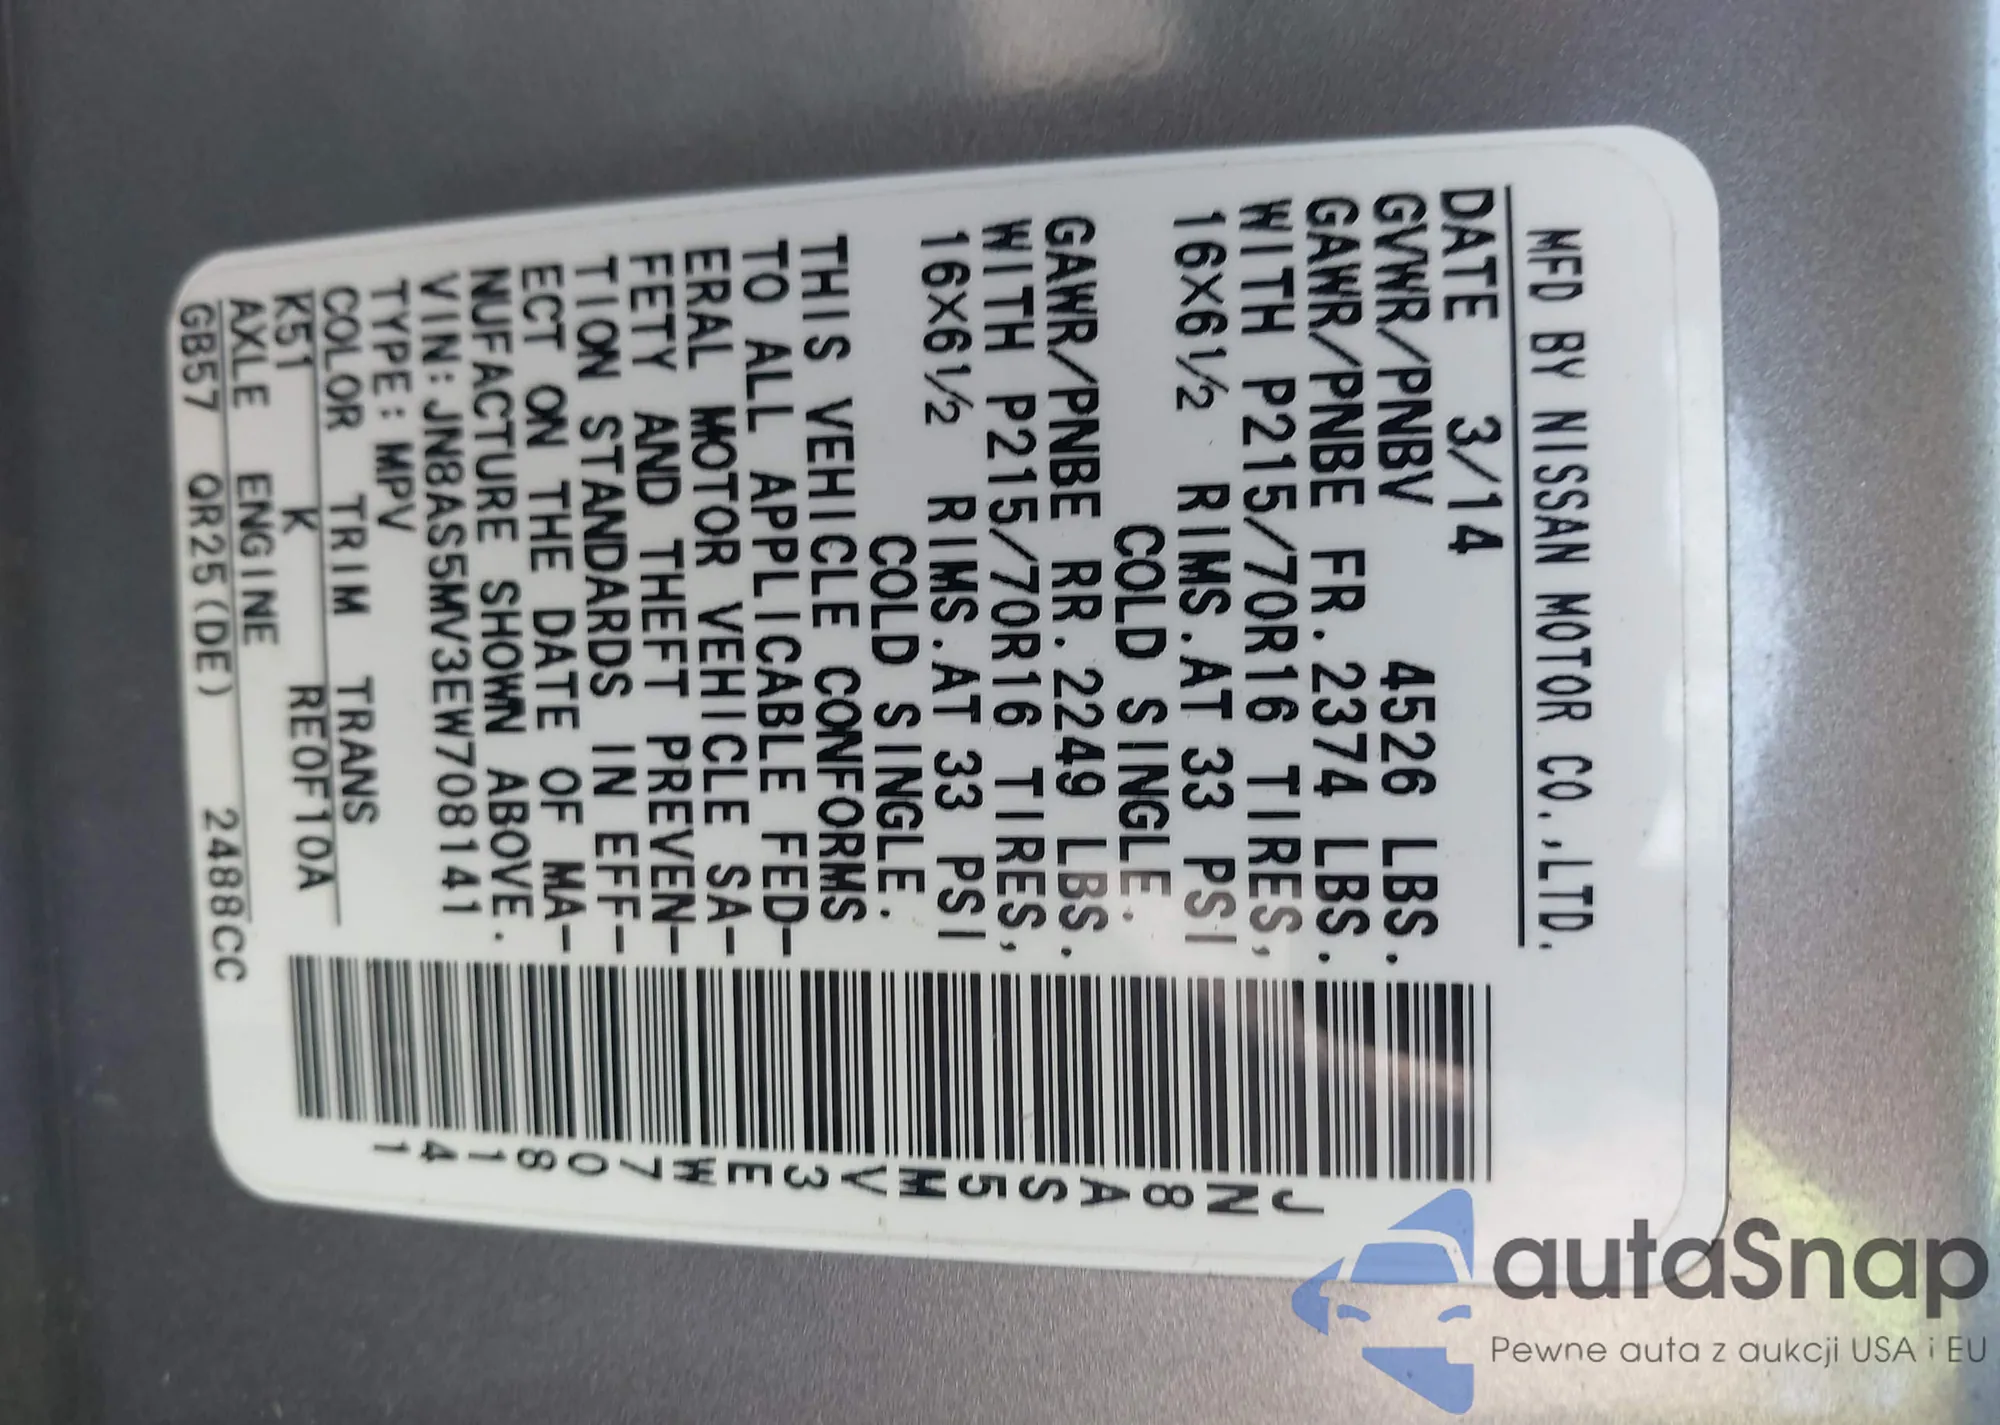 MFD BY NISSAN MOTOR CO.,LTD.
DATE 3/14
GVWR/PNBV 4526 LBS.
GAWR/PNBE FR. 2374 LBS.
WITH P215/70R16 TIRES,
16X6½ RIMS.AT 33 PSI
COLD SINGLE.
GAWR/PNBE RR. 2249 LBS.
WITH P215/70R16 TIRES,
16X6½ RIMS.AT 33 PSI
COLD SINGLE.
THIS VEHICLE CONFORMS
TO ALL APPLICABLE FED-
ERAL MOTOR VEHICLE SA-
FETY AND THEFT PREVEN-
TION STANDARDS IN EFF-
ECT ON THE DATE OF MA-
NUFACTURE SHOWN ABOVE.
VIN:JN8AS5MV3EW708141
TYPE:MPV
COLOR TRIM TRANS
K51 K RE0F10A
AXLE ENGINE
GB57 QR25(DE) 2488CC
JN8AS5MV3EW708141
autaSnap
Pewne auta z aukcji USA i EU